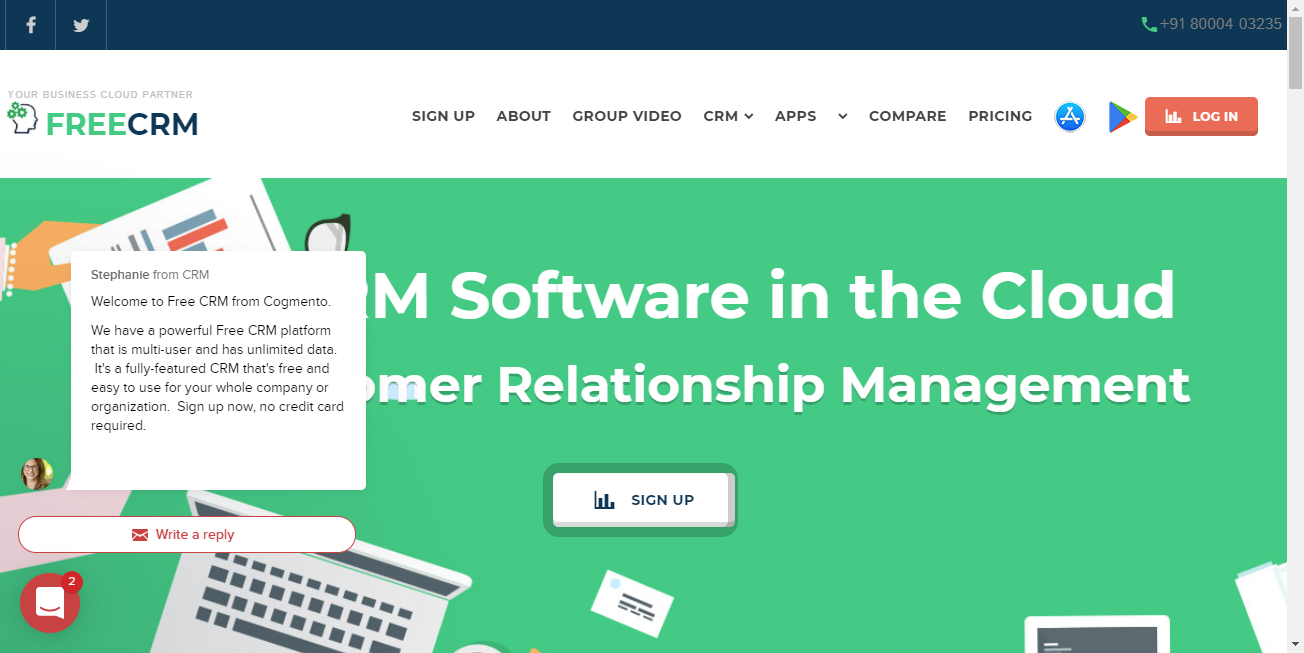 +91 80004 03235
YOUR BUSINESS CLOUD PARTNER
FREECRM
SIGN UP ABOUT GROUP VIDEO CRM APPS COMPARE PRICING LOG IN
RM Software in the Cloud
omer Relationship Management
SIGN UP
Stephanie from CRM
Welcome to Free CRM from Cogmento.
We have a powerful Free CRM platform
that is multi-user and has unlimited data.
It's a fully-featured CRM that's free and
easy to use for your whole company or
organization. Sign up now, no credit card
required.
Write a reply
2